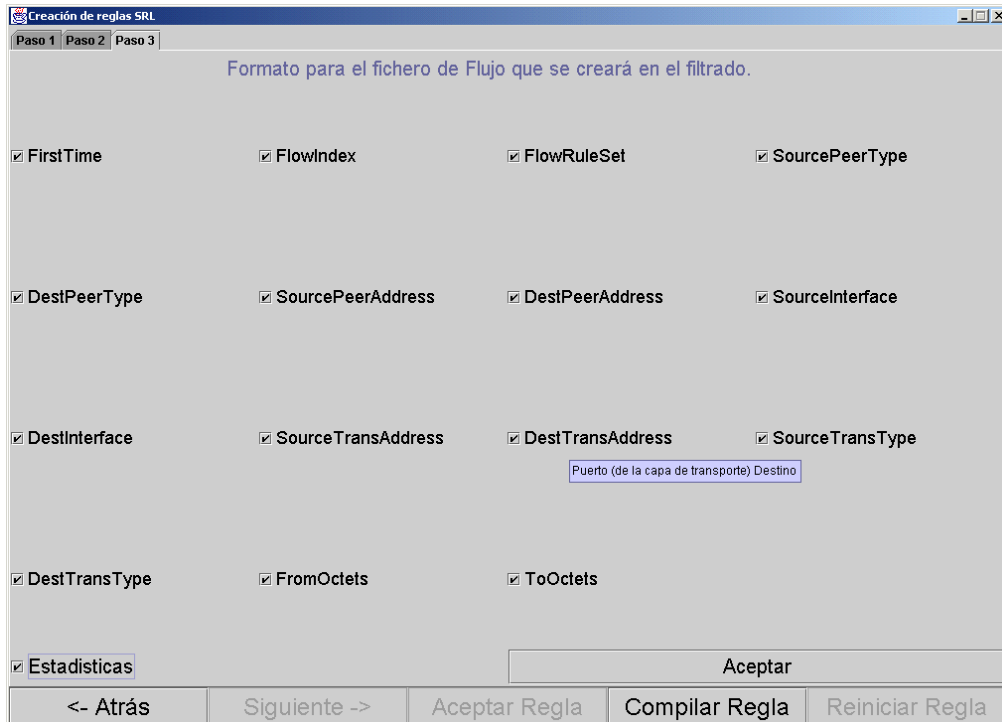 Creación de reglas SRL
Paso 1 Paso 2 Paso 3
Formato para el fichero de Flujo que se creará en el filtrado.
FirstTime FlowIndex FlowRuleSet SourcePeerType
DestPeerType SourcePeerAddress DestPeerAddress SourceInterface
DestInterface SourceTransAddress DestTransAddress SourceTransType
Puerto (de la capa de transporte) Destino
DestTransType FromOctets ToOctets
Estadisticas Aceptar
<- Atrás Siguiente -> Aceptar Regla Compilar Regla Reiniciar Regla